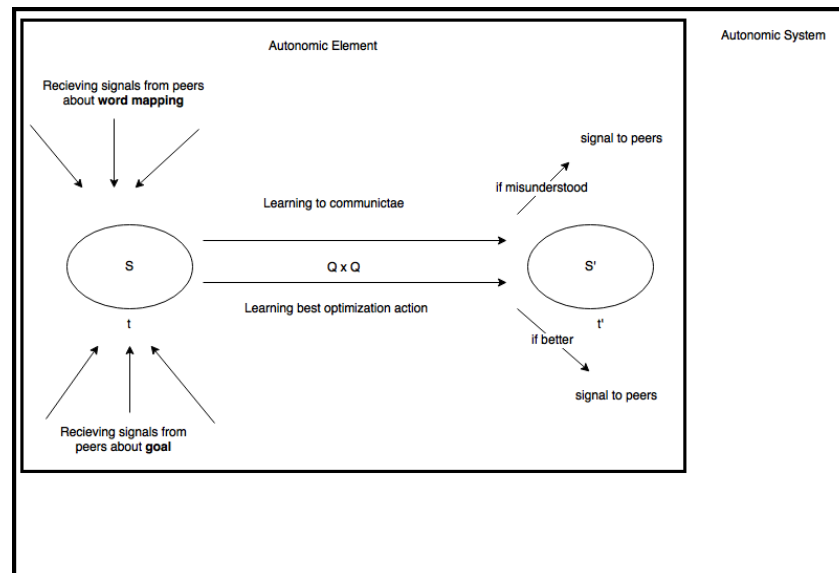 Autonomic Element
Autonomic System
Recieving signals from peers
about word mapping
signal to peers
if misunderstood
Learning to communictae
S
Q x Q
S'
Learning best optimization action
t
t'
if better
signal to peers
Recieving signals from
peers about goal